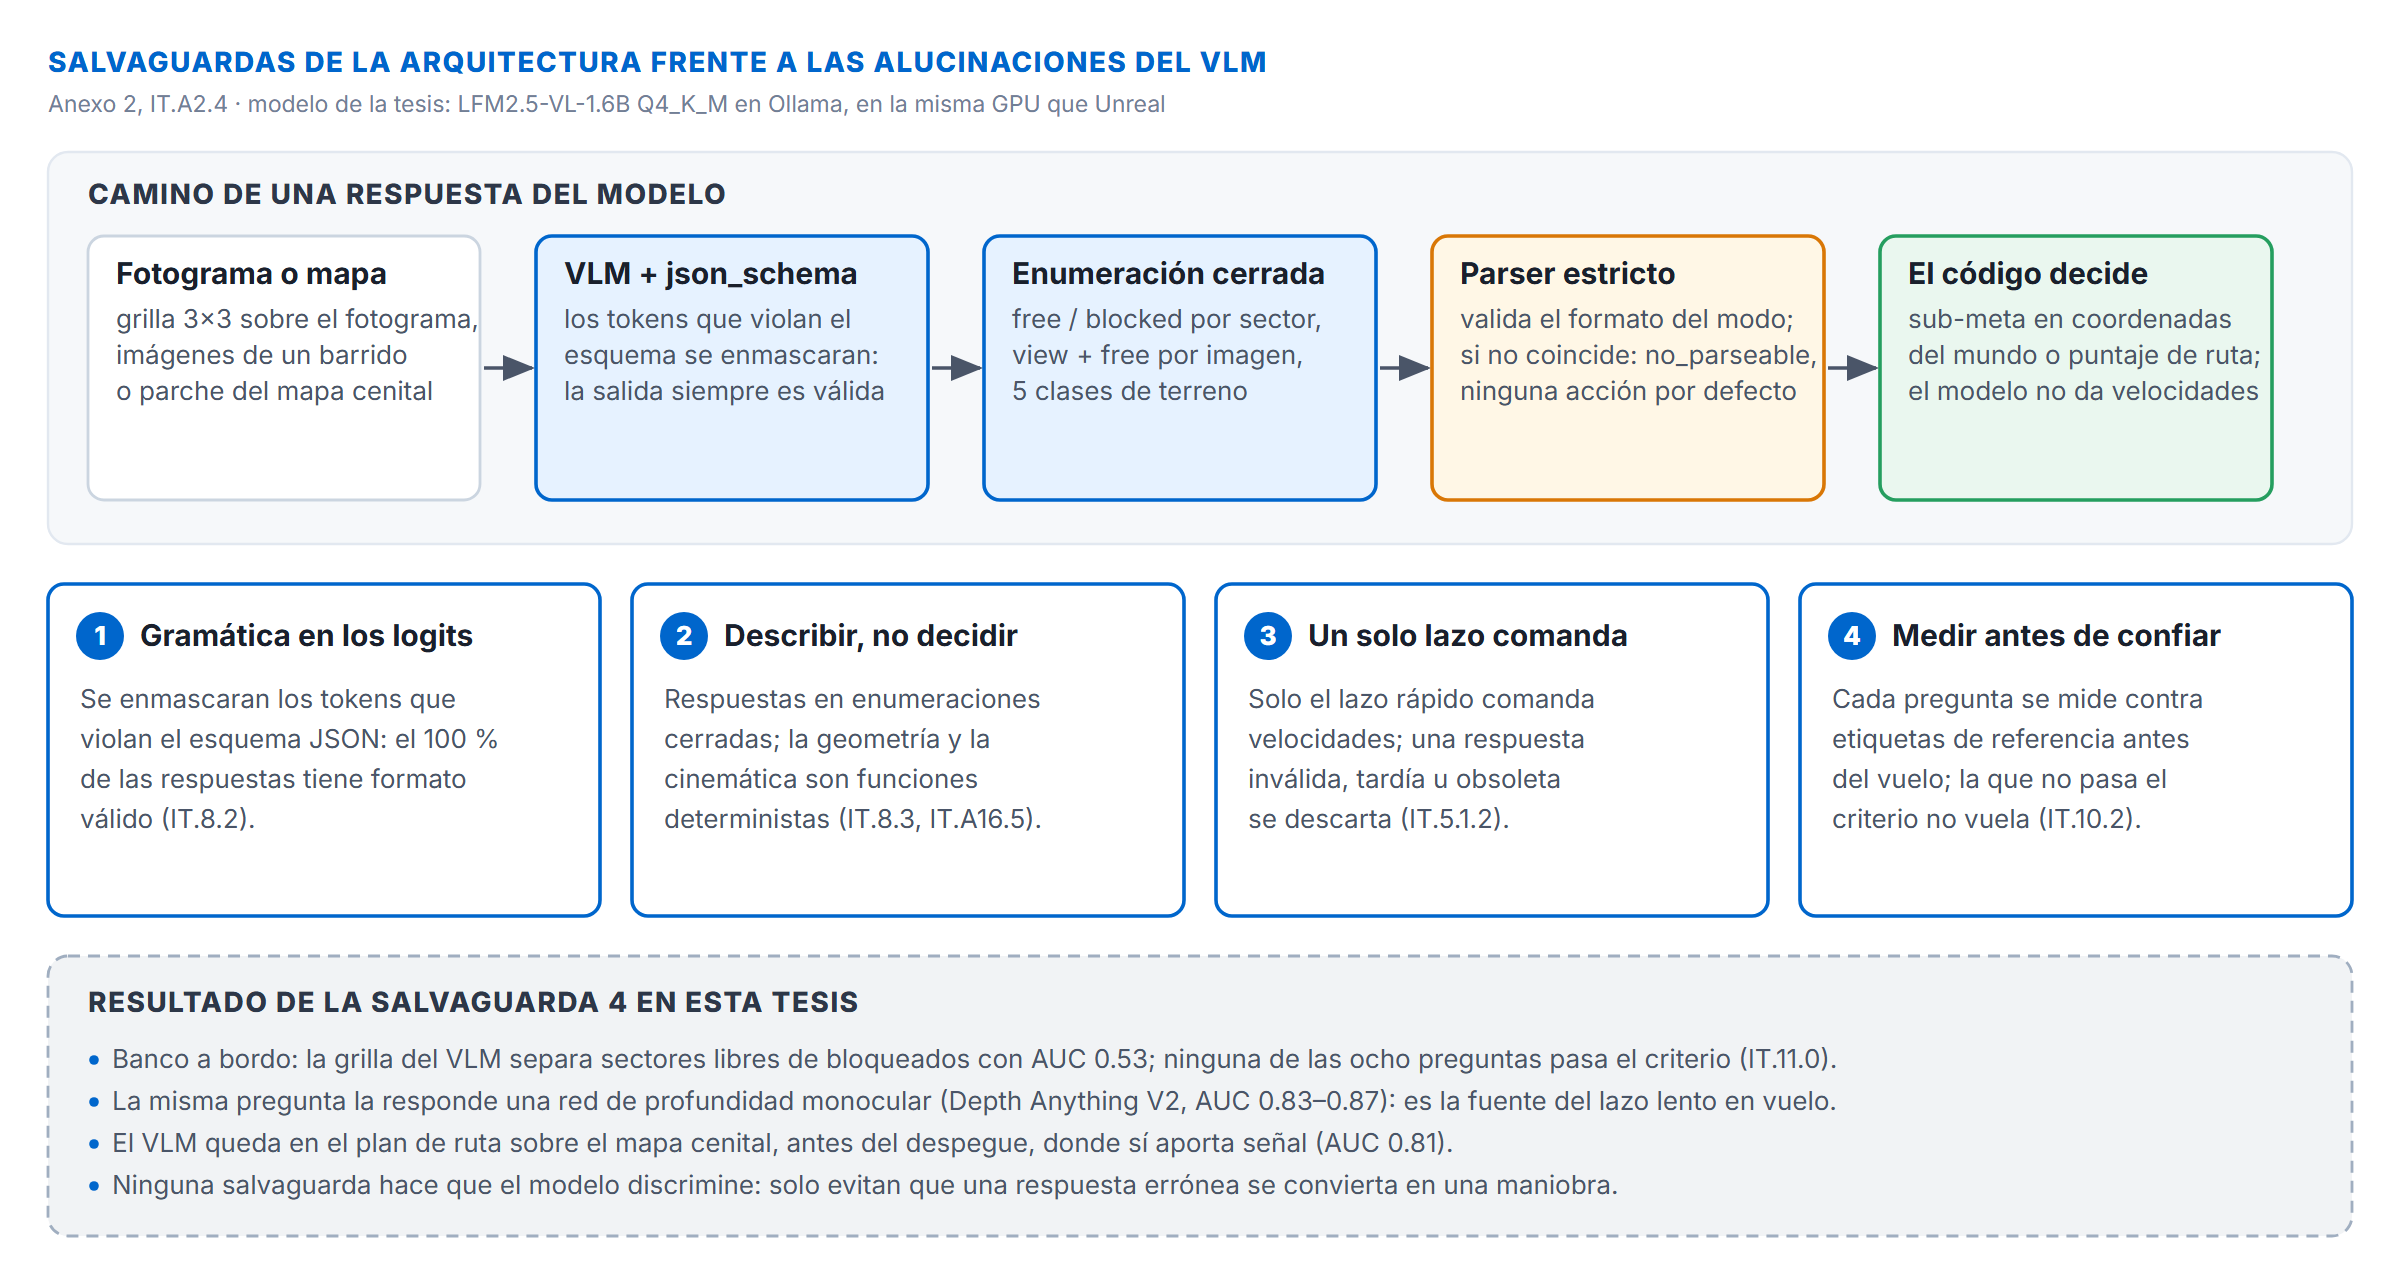 SALVAGUARDAS DE LA ARQUITECTURA FRENTE A LAS ALUCINACIONES DEL VLM
Anexo 2, IT.A2.4 · modelo de la tesis: LFM2.5-VL-1.6B Q4_K_M en Ollama, en la misma GPU que Unreal
CAMINO DE UNA RESPUESTA DEL MODELO
Fotograma o mapa
grilla 3×3 sobre el fotograma,
imágenes de un barrido
o parche del mapa cenital
VLM + json_schema
los tokens que violan el
esquema se enmascaran:
la salida siempre es válida
Enumeración cerrada
free / blocked por sector,
view + free por imagen,
5 clases de terreno
Parser estricto
valida el formato del modo;
si no coincide: no_parseable,
ninguna acción por defecto
El código decide
sub-meta en coordenadas
del mundo o puntaje de ruta;
el modelo no da velocidades
1 Gramática en los logits
Se enmascaran los tokens que
violan el esquema JSON: el 100 %
de las respuestas tiene formato
válido (IT.8.2).
2 Describir, no decidir
Respuestas en enumeraciones
cerradas; la geometría y la
cinemática son funciones
deterministas (IT.8.3, IT.A16.5).
3 Un solo lazo comanda
Solo el lazo rápido comanda
velocidades; una respuesta
inválida, tardía u obsoleta
se descarta (IT.5.1.2).
4 Medir antes de confiar
Cada pregunta se mide contra
etiquetas de referencia antes
del vuelo; la que no pasa el
criterio no vuela (IT.10.2).
RESULTADO DE LA SALVAGUARDA 4 EN ESTA TESIS
• Banco a bordo: la grilla del VLM separa sectores libres de bloqueados con AUC 0.53; ninguna de las ocho preguntas pasa el criterio (IT.11.0).
• La misma pregunta la responde una red de profundidad monocular (Depth Anything V2, AUC 0.83–0.87): es la fuente del lazo lento en vuelo.
• El VLM queda en el plan de ruta sobre el mapa cenital, antes del despegue, donde sí aporta señal (AUC 0.81).
• Ninguna salvaguarda hace que el modelo discrimine: solo evitan que una respuesta errónea se convierta en una maniobra.